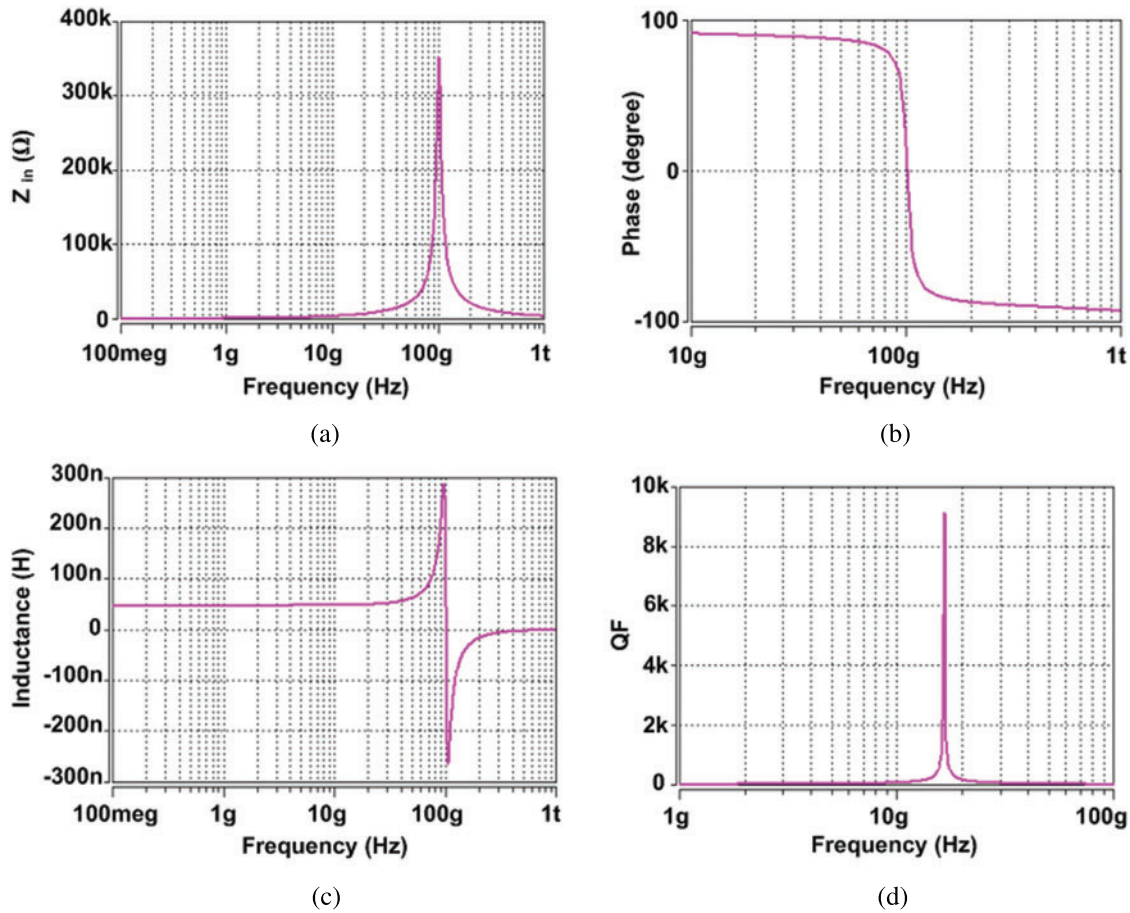 400k
300k
200k
100k
0
Z in (Ω)
100meg 1g 10g 100g 1t
Frequency (Hz)
(a)
100
0
-100
Phase (degree)
10g 100g 1t
Frequency (Hz)
(b)
300n
200n
100n
0
-100n
-200n
-300n
Inductance (H)
100meg 1g 10g 100g 1t
Frequency (Hz)
(c)
10k
8k
6k
4k
2k
0
QF
1g 10g 100g
Frequency (Hz)
(d)